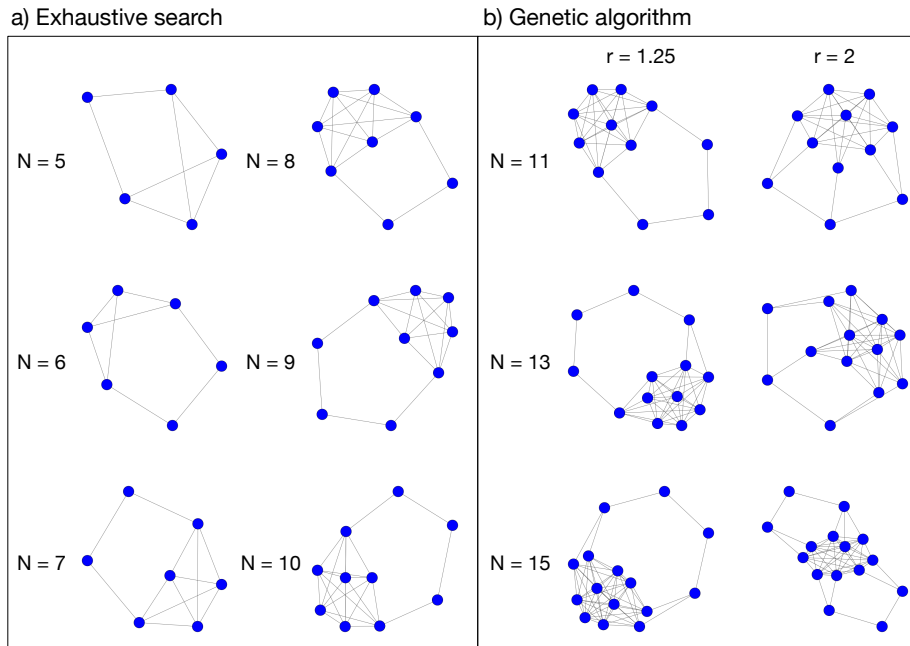 a) Exhaustive search
b) Genetic algorithm
r = 1.25
r = 2
N = 5
N = 8
N = 11
N = 6
N = 9
N = 13
N = 7
N = 10
N = 15